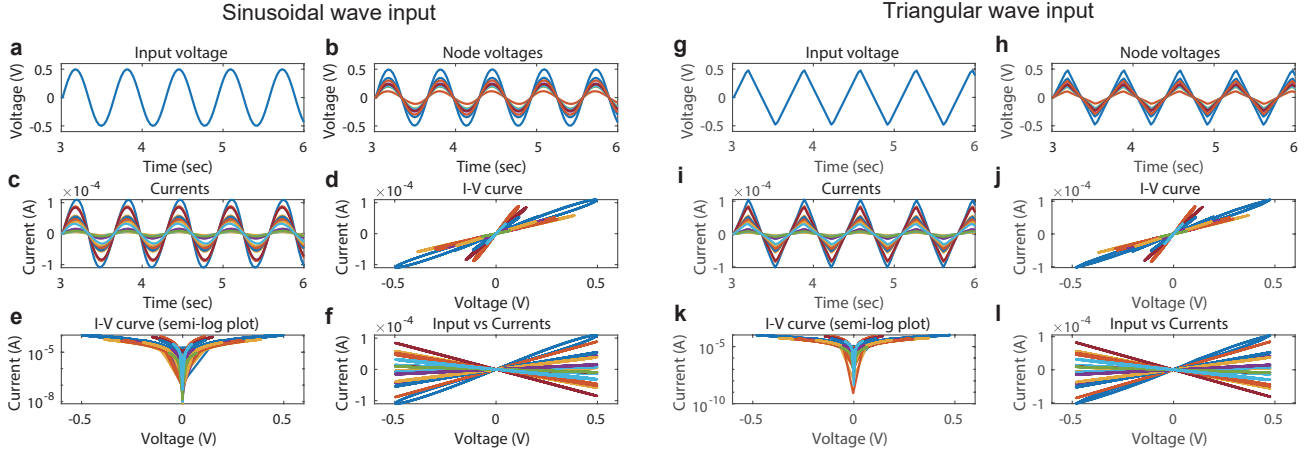 Sinusoidal wave input
Triangular wave input
a
Input voltage
Voltage (V)
0.5
0
-0.5
3
4
5
6
Time (sec)
b
Node voltages
Voltage (V)
0.5
0
-0.5
3
4
5
6
Time (sec)
g
Input voltage
Voltage (V)
0.5
0
-0.5
3
4
5
6
Time (sec)
h
Node voltages
Voltage (V)
0.5
0
-0.5
3
4
5
6
Time (sec)
c
×10⁻⁴
Currents
Current (A)
1
0
-1
3
4
5
6
Time (sec)
d
×10⁻⁴
I-V curve
Current (A)
1
0
-1
-0.5
0
0.5
Voltage (V)
i
×10⁻⁴
Currents
Current (A)
1
0
-1
3
4
5
6
Time (sec)
j
×10⁻⁴
I-V curve
Current (A)
1
0
-1
-0.5
0
0.5
Voltage (V)
e
I-V curve (semi-log plot)
Current (A)
10⁻⁵
10⁻⁸
-0.5
0
0.5
Voltage (V)
f
×10⁻⁴
Input vs Currents
Current (A)
1
0
-1
-0.5
0
0.5
Voltage (V)
k
I-V curve (semi-log plot)
Current (A)
10⁻⁵
10⁻¹⁰
-0.5
0
0.5
Voltage (V)
l
×10⁻⁴
Input vs Currents
Current (A)
1
0
-1
-0.5
0
0.5
Voltage (V)